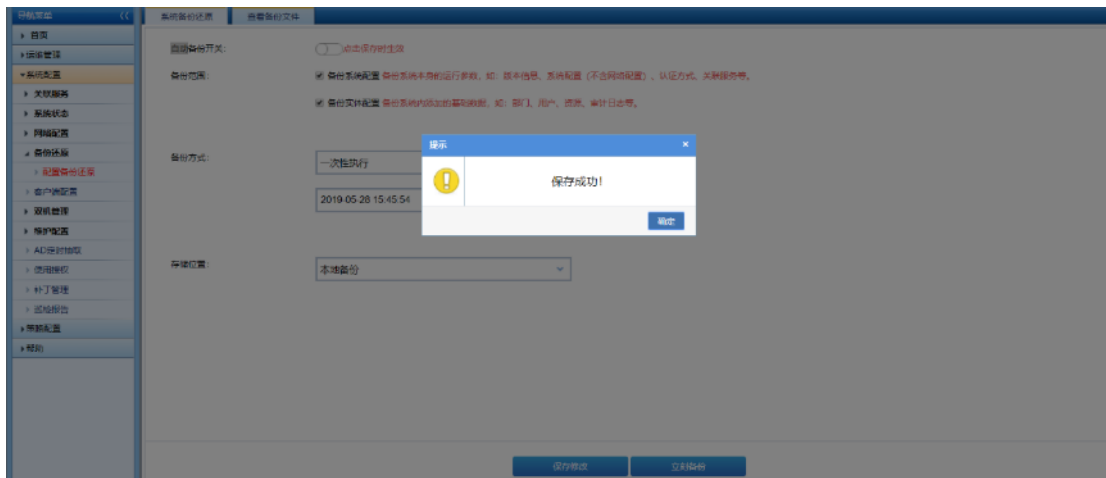 导航菜单 <<
系统备份还原 查看备份文件
首页
运维管理
系统配置
关联服务
系统状态
网络配置
备份还原
配置备份还原
客户端配置
双机管理
维护配置
AD定时抽取
使用授权
补丁管理
巡检报告
策略配置
帮助
自动备份开关: 点击保存时生效
备份范围: 备份系统配置 备份系统本身的运行参数, 如: 版本信息、系统配置 (不含网络配置) 、认证方式、关联服务等。
备份实体配置 备份系统内添加的基础数据, 如: 部门、用户、资源、审计日志等。
备份方式: 一次性执行
2019-05-28 15:45:54
存储位置: 本地备份
提示 ×
保存成功!
确定
保存修改 立刻备份